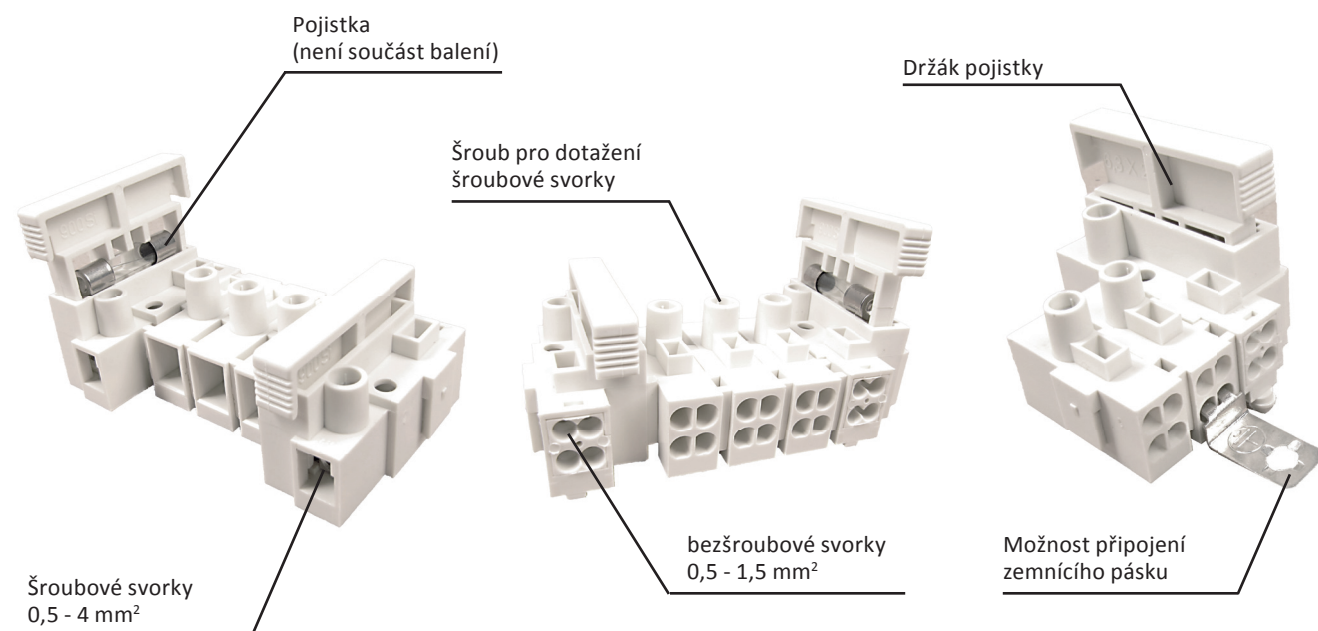 Pojistka
(není součást balení)
Držák pojistky
Šroub pro dotažení
šroubové svorky
bezšroubové svorky
0,5 - 1,5 mm²
Možnost připojení
zemnícího pásku
Šroubové svorky
0,5 - 4 mm²